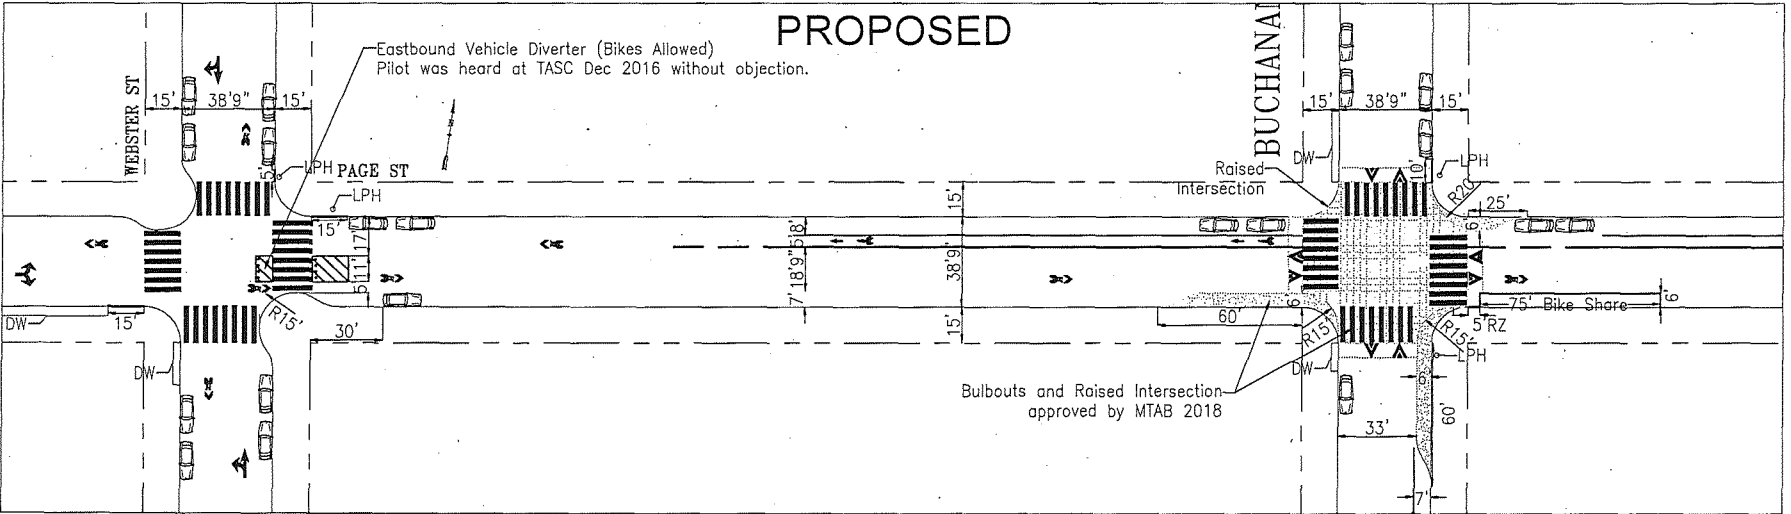 PROPOSED
Eastbound Vehicle Diverter (Bikes Allowed)
Pilot was heard at TASC Dec 2016 without objection.
WEBSTER ST
15'
38'9"
15'
LPH
5'
PAGE ST
LPH
15'
17'
11'
5'
R15'
30'
DW
15'
DW
BUCHANA
15'
38'9"
15'
DW
10'
LPH
Raised
Intersection
R20'
25'
6'
15'
8'
5'
18'9"
7'
38'9"
15'
6'
60'
R15'
75' Bike Share
6'
5'RZ
R15'
LPH
DW
Bulbouts and Raised Intersection
approved by MTAB 2018
6'
60'
33'
7'